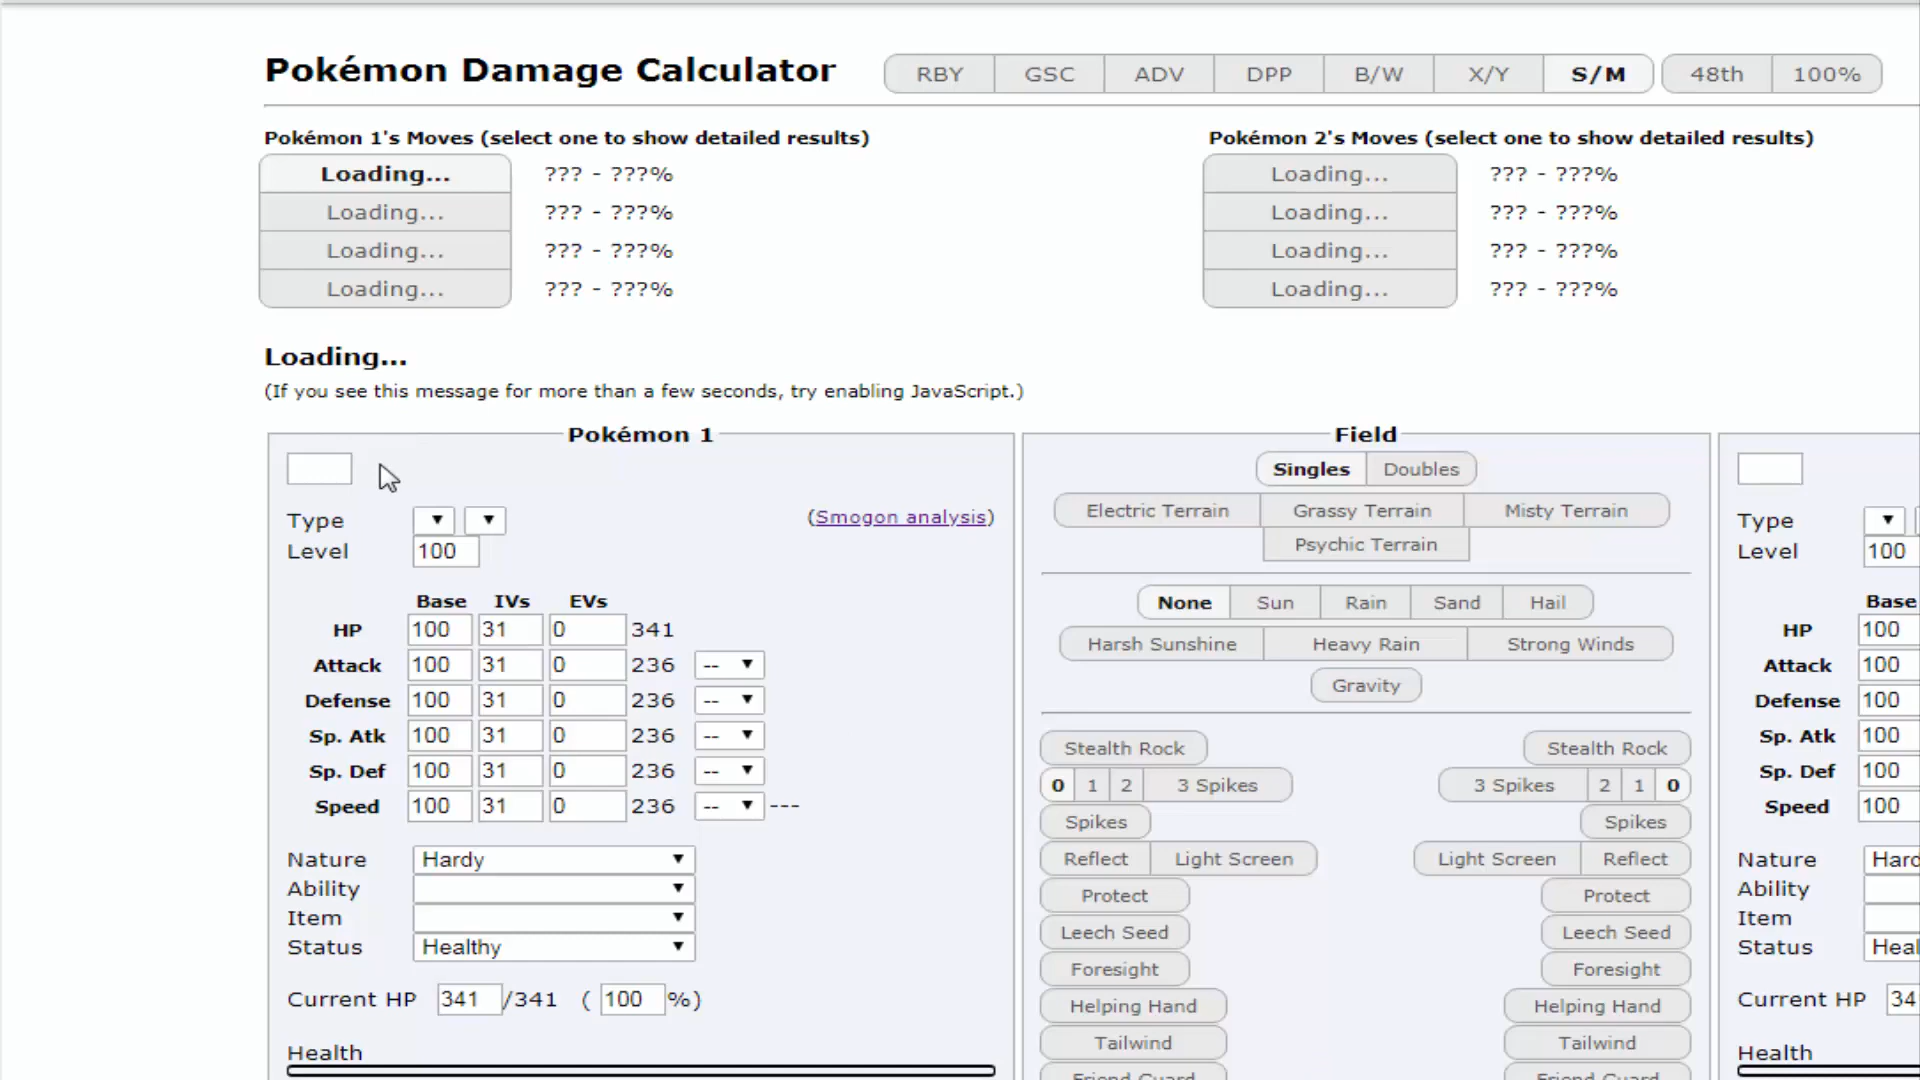 Pokémon Damage Calculator
RBY GSC ADV DPP B/W X/Y S/M 48th 100%
Pokémon 1's Moves (select one to show detailed results)
Loading... ??? - ???%
Loading... ??? - ???%
Loading... ??? - ???%
Loading... ??? - ???%
Pokémon 2's Moves (select one to show detailed results)
Loading... ??? - ???%
Loading... ??? - ???%
Loading... ??? - ???%
Loading... ??? - ???%
Loading...
(If you see this message for more than a few seconds, try enabling JavaScript.)
Pokémon 1
Type (Smogon analysis)
Level 100
Base IVs EVs
HP 100 31 0 341
Attack 100 31 0 236 --
Defense 100 31 0 236 --
Sp. Atk 100 31 0 236 --
Sp. Def 100 31 0 236 --
Speed 100 31 0 236 -- ---
Nature Hardy
Ability
Item
Status Healthy
Current HP 341 /341 ( 100 %)
Health
Field
Singles Doubles
Electric Terrain Grassy Terrain Misty Terrain
Psychic Terrain
None Sun Rain Sand Hail
Harsh Sunshine Heavy Rain Strong Winds
Gravity
Stealth Rock Stealth Rock
0 1 2 3 Spikes 3 Spikes 2 1 0
Spikes Spikes
Reflect Light Screen Light Screen Reflect
Protect Protect
Leech Seed Leech Seed
Foresight Foresight
Helping Hand Helping Hand
Tailwind Tailwind
Friend Guard Friend Guard
Type
Level 100
Base
HP 100
Attack 100
Defense 100
Sp. Atk 100
Sp. Def 100
Speed 100
Nature Hard
Ability
Item
Status Heal
Current HP 34
Health